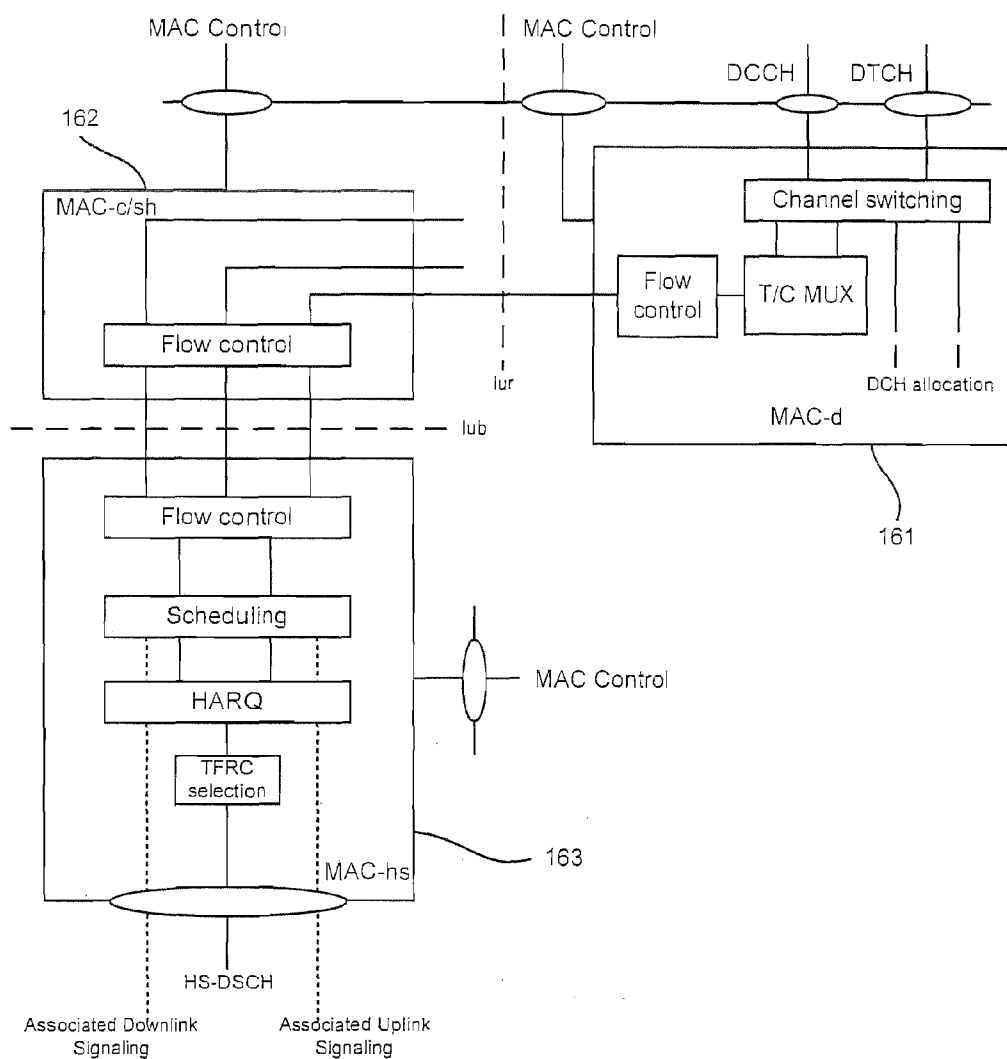 MAC Control
MAC Control
DCCH
DTCH
162
MAC-c/sh
Channel switching
Flow
control
T/C MUX
Flow control
Iur
DCH allocation
MAC-d
Iub
161
Flow control
Scheduling
HARQ
MAC Control
TFRC
selection
163
MAC-hs
HS-DSCH
Associated Downlink
Signaling
Associated Uplink
Signaling